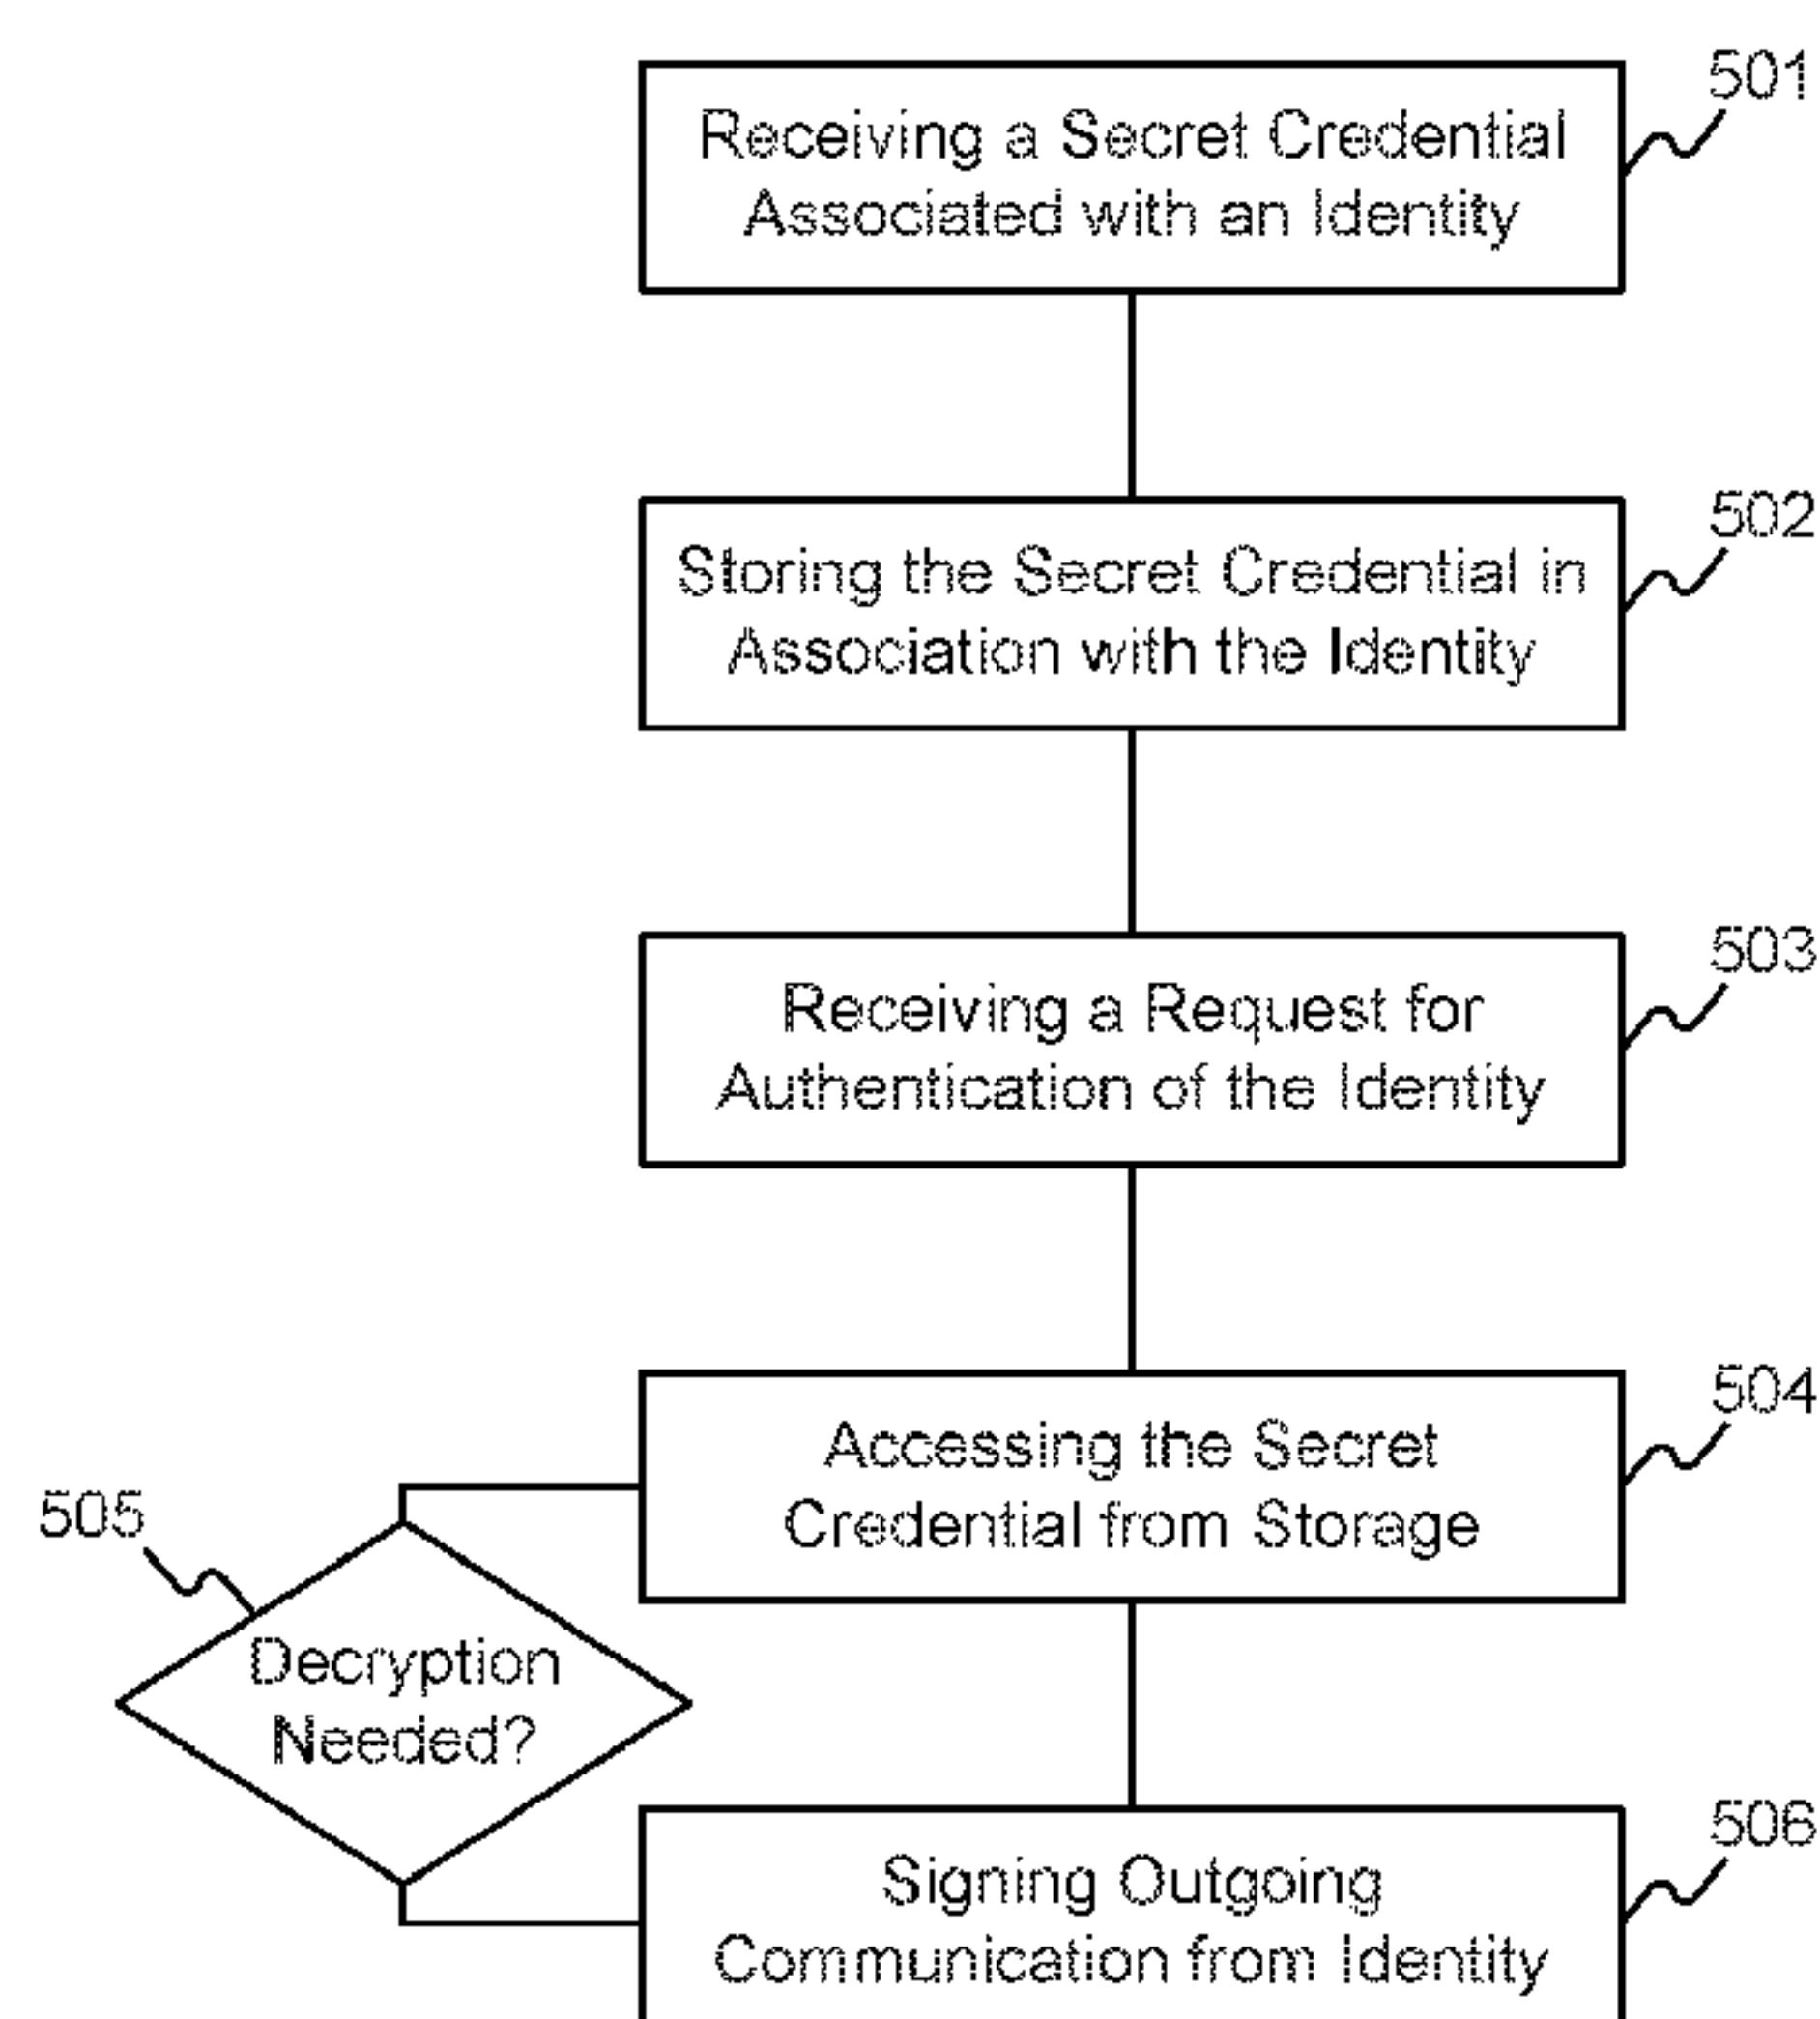 501
Receiving a Secret Credential
Associated with an Identity
502
Storing the Secret Credential in
Association with the Identity
503
Receiving a Request for
Authentication of the Identity
504
Accessing the Secret
Credential from Storage
505
Decryption
Needed?
506
Signing Outgoing
Communication from Identity